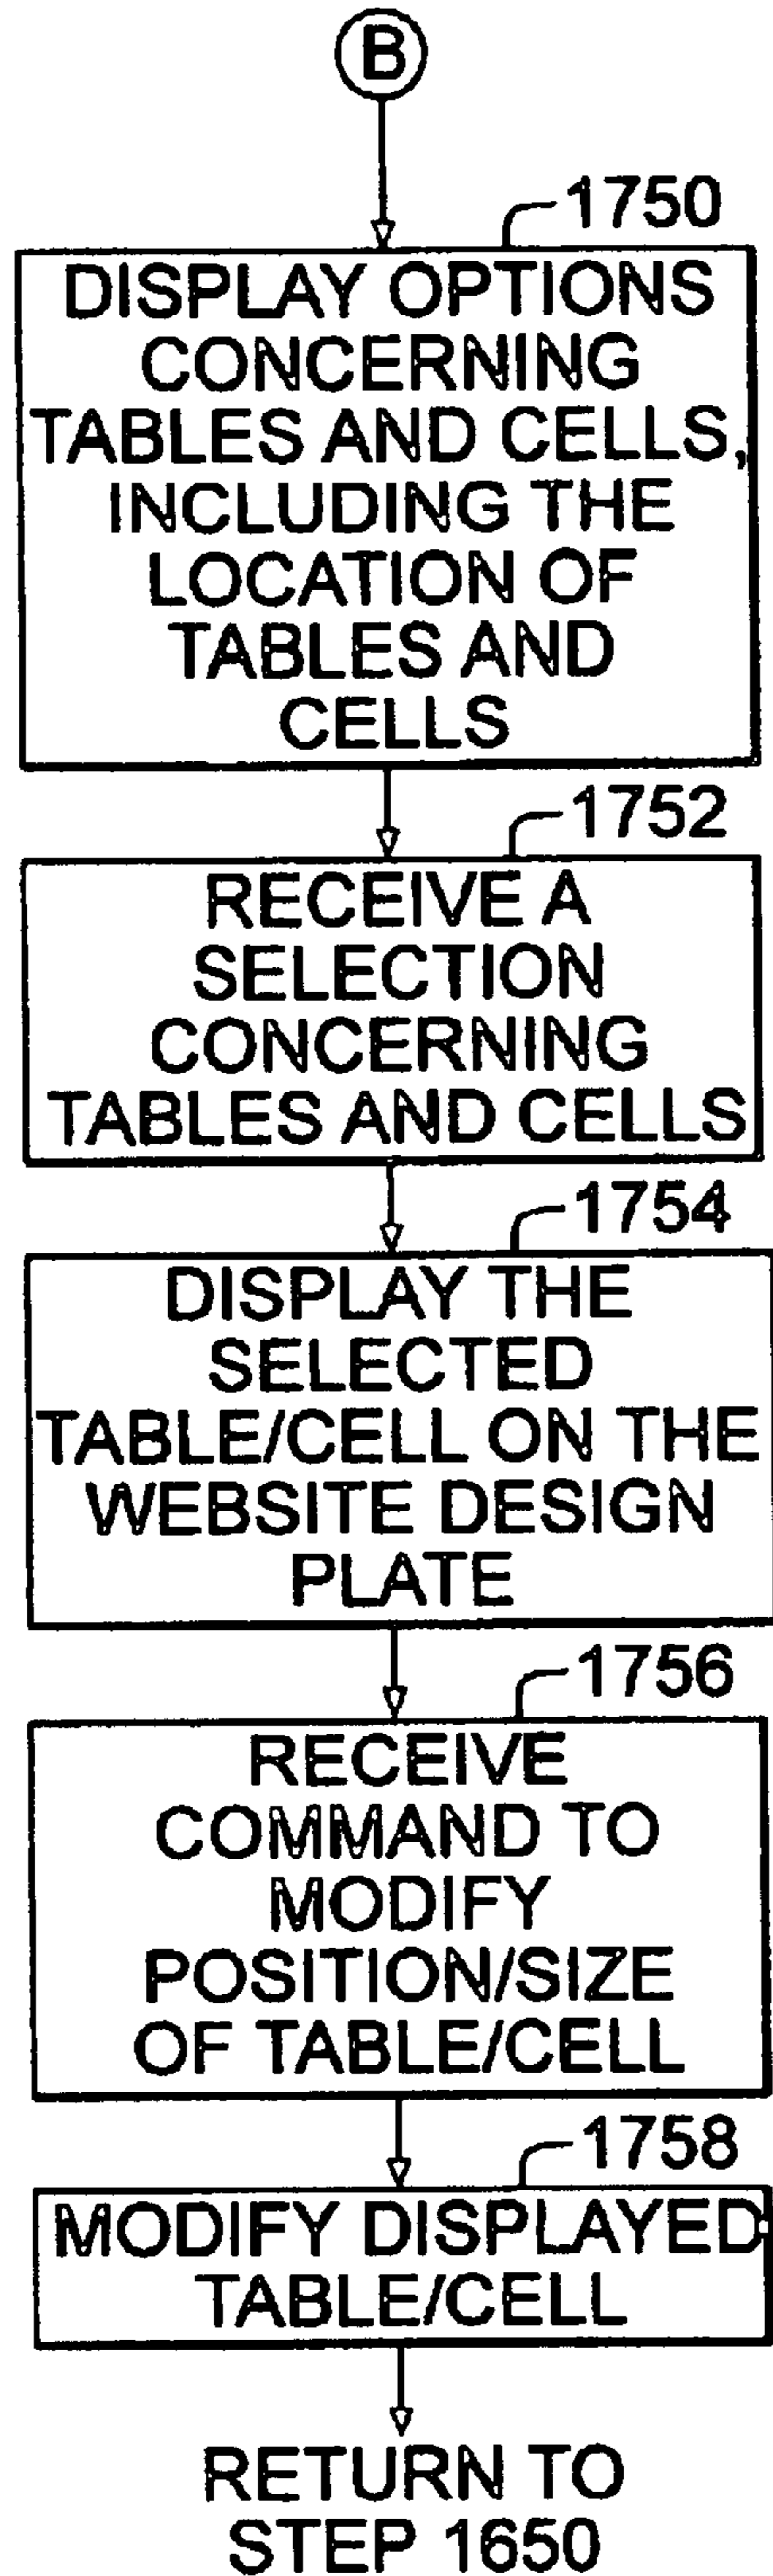 B
1750
DISPLAY OPTIONS
CONCERNING
TABLES AND CELLS,
INCLUDING THE
LOCATION OF
TABLES AND
CELLS
1752
RECEIVE A
SELECTION
CONCERNING
TABLES AND CELLS
1754
DISPLAY THE
SELECTED
TABLE/CELL ON THE
WEBSITE DESIGN
PLATE
1756
RECEIVE
COMMAND TO
MODIFY
POSITION/SIZE
OF TABLE/CELL
1758
MODIFY DISPLAYED
TABLE/CELL
RETURN TO
STEP 1650